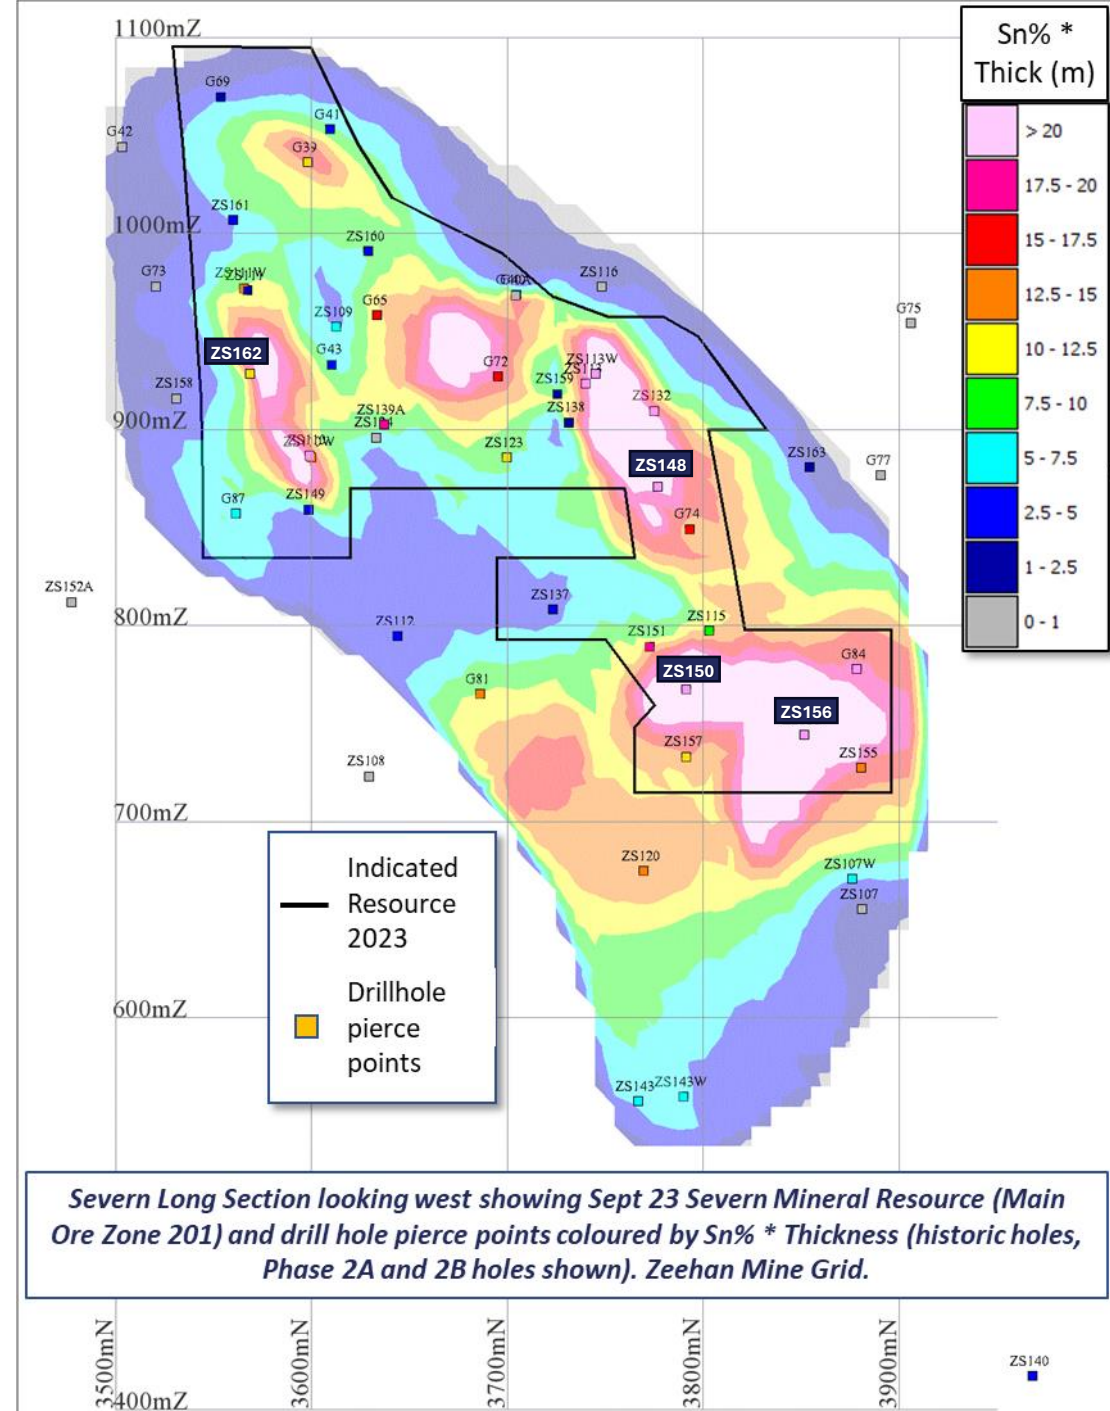 1100mZ
Sn% *
Thick (m)
> 20
17.5 - 20
15 - 17.5
12.5 - 15
10 - 12.5
7.5 - 10
5 - 7.5
2.5 - 5
1 - 2.5
0 - 1
G69
G41
G42
G39
ZS161
1000mZ
ZS160
G73
ZS116
G65
G75
ZS109
ZS162
G43
G72
ZS113W
ZS159
ZS158
ZS132
ZS139A
900mZ
ZS138
ZS123
ZS148
ZS163
G77
G87
ZS149
G74
ZS152A
ZS137
800mZ
ZS112
ZS115
ZS151
ZS150
G84
G81
ZS156
ZS157
ZS155
ZS108
700mZ
ZS120
ZS107W
ZS107
Indicated
Resource
2023
Drillhole
pierce
points
600mZ
ZS143
ZS143W
Severn Long Section looking west showing Sept 23 Severn Mineral Resource (Main
Ore Zone 201) and drill hole pierce points coloured by Sn% * Thickness (historic holes,
Phase 2A and 2B holes shown). Zeehan Mine Grid.
3500mN
3600mN
3700mN
3800mN
3900mN
ZS140
400mZ